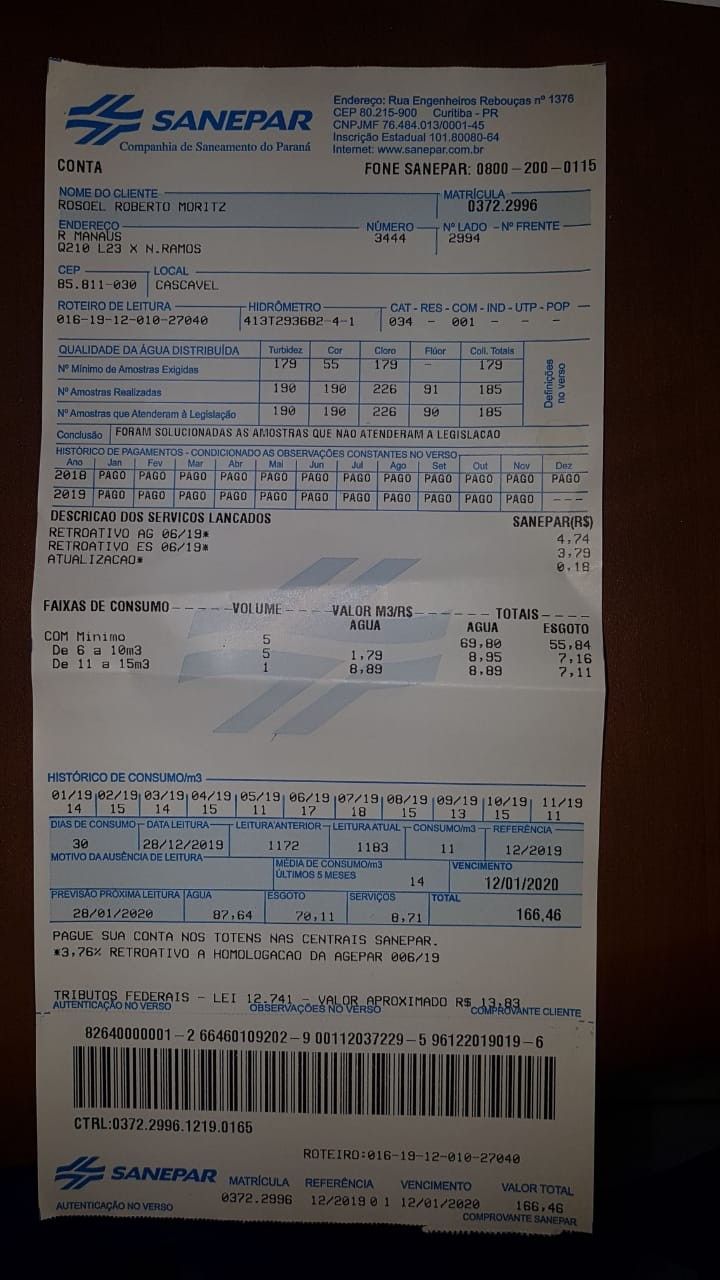 SANEPAR
Companhia de Saneamento do Paraná
Endereço: Rua Engenheiros Rebouças nº 1376
CEP 80.215-900 Curitiba - PR
CNPJMF 76.484.013/0001-45
Inscrição Estadual 101.80080-64
Internet: www.sanepar.com.br
CONTA FONE SANEPAR: 0800-200-0115
NOME DO CLIENTE MATRÍCULA
ROSOEL ROBERTO MORITZ 0372.2996
ENDEREÇO NÚMERO Nº LADO - Nº FRENTE
R MANAUS 3444 2994
Q210 L23 X N.RAMOS
CEP LOCAL
85.811-030 CASCAVEL
ROTEIRO DE LEITURA HIDRÔMETRO CAT - RES - COM - IND - UTP - POP
016-19-12-010-27040 413T293682-4-1 034 - 001 - - -
QUALIDADE DA ÁGUA DISTRIBUÍDA Turbidez Cor Cloro Flúor Coli. Totais
Nº Mínimo de Amostras Exigidas 179 55 179 - 179
Nº Amostras Realizadas 190 190 226 91 185
Nº Amostras que Atenderam à Legislação 190 190 226 90 185
Definições no verso
Conclusão FORAM SOLUCIONADAS AS AMOSTRAS QUE NAO ATENDERAM A LEGISLACAO
HISTÓRICO DE PAGAMENTOS - CONDICIONADO AS OBSERVAÇÕES CONSTANTES NO VERSO
Ano Jan Fev Mar Abr Mai Jun Jul Ago Set Out Nov Dez
2018 PAGO PAGO PAGO PAGO PAGO PAGO PAGO PAGO PAGO PAGO PAGO PAGO
2019 PAGO PAGO PAGO PAGO PAGO PAGO PAGO PAGO PAGO PAGO PAGO ---
DESCRICAO DOS SERVICOS LANCADOS SANEPAR(R$)
RETROATIVO AG 06/19* 4,74
RETROATIVO ES 06/19* 3,79
ATUALIZACAO* 0,18
FAIXAS DE CONSUMO - - - - - - VOLUME - - - - VALOR M3/R$ - - - - - - - TOTAIS - - - -
AGUA AGUA ESGOTO
COM Minimo 5 69,80 55,84
De 6 a 10m3 5 1,79 8,95 7,16
De 11 a 15m3 1 8,89 8,89 7,11
HISTÓRICO DE CONSUMO/m3
01/19 02/19 03/19 04/19 05/19 06/19 07/19 08/19 09/19 10/19 11/19
14 15 14 15 11 17 18 15 13 15 11
DIAS DE CONSUMO DATA LEITURA LEITURA ANTERIOR LEITURA ATUAL CONSUMO/m3 REFERÊNCIA
30 28/12/2019 1172 1183 11 12/2019
MOTIVO DA AUSÊNCIA DE LEITURA MÉDIA DE CONSUMO/m3 VENCIMENTO
ÚLTIMOS 5 MESES 14 12/01/2020
PREVISÃO PRÓXIMA LEITURA ÁGUA ESGOTO SERVIÇOS TOTAL
28/01/2020 87,64 70,11 8,71 166,46
PAGUE SUA CONTA NOS TOTENS NAS CENTRAIS SANEPAR.
*3,76% RETROATIVO A HOMOLOGACAO DA AGEPAR 006/19
TRIBUTOS FEDERAIS - LEI 12.741 - VALOR APROXIMADO R$ 13,83
AUTENTICAÇÃO NO VERSO OBSERVAÇÕES NO VERSO COMPROVANTE CLIENTE
82640000001-2 66460109202-9 00112037229-5 96122019019-6
CTRL:0372.2996.1219.0165
ROTEIRO:016-19-12-010-27040
SANEPAR MATRÍCULA REFERÊNCIA VENCIMENTO VALOR TOTAL
0372.2996 12/2019 0 1 12/01/2020 166,46
AUTENTICAÇÃO NO VERSO COMPROVANTE SANEPAR